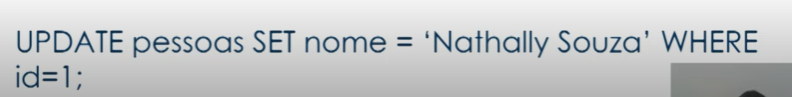 UPDATE pessoas SET nome = ‘Nathally Souza’ WHERE
id=1;